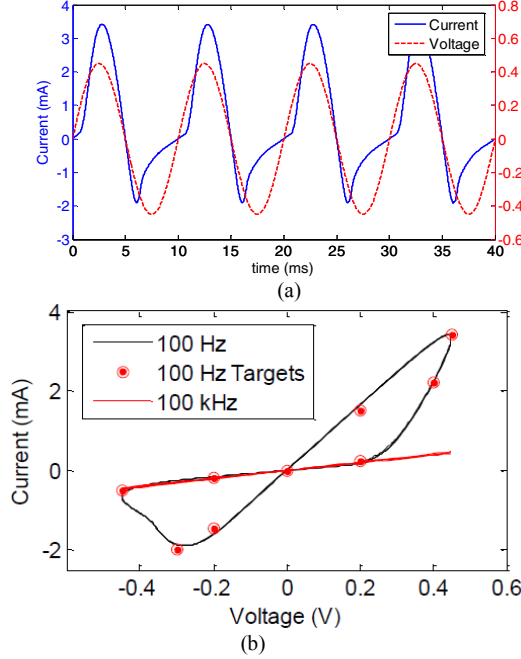 4
3
2
1
0
-1
-2
-3
Current (mA)
0.8
0.6
0.4
0.2
0
-0.2
-0.4
-0.6
Current
Voltage
0 5 10 15 20 25 30 35 40
time (ms)
(a)
4
2
0
-2
Current (mA)
100 Hz
100 Hz Targets
100 kHz
-0.4 -0.2 0 0.2 0.4 0.6
Voltage (V)
(b)